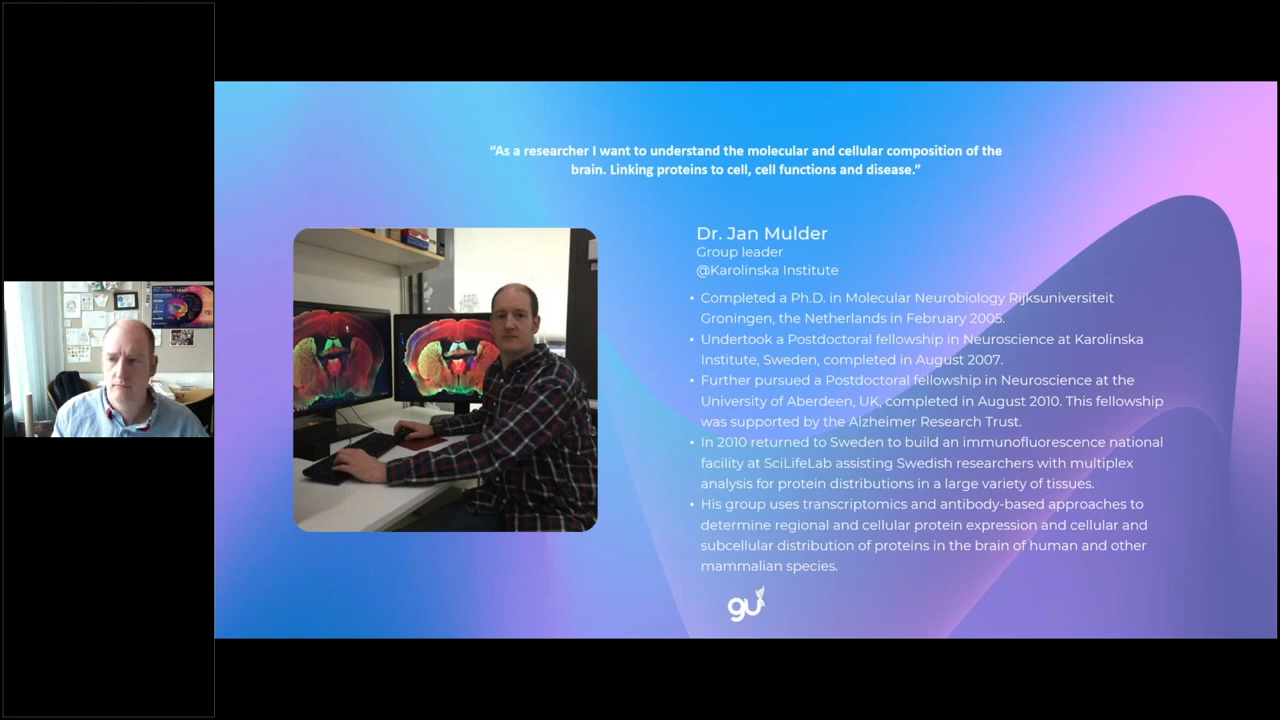 “As a researcher I want to understand the molecular and cellular composition of the
brain. Linking proteins to cell, cell functions and disease.”
Dr. Jan Mulder
Group leader
@Karolinska Institute
• Completed a Ph.D. in Molecular Neurobiology Rijksuniversiteit
Groningen, the Netherlands in February 2005.
• Undertook a Postdoctoral fellowship in Neuroscience at Karolinska
Institute, Sweden, completed in August 2007.
• Further pursued a Postdoctoral fellowship in Neuroscience at the
University of Aberdeen, UK, completed in August 2010. This fellowship
was supported by the Alzheimer Research Trust.
• In 2010 returned to Sweden to build an immunofluorescence national
facility at SciLifeLab assisting Swedish researchers with multiplex
analysis for protein distributions in a large variety of tissues.
• His group uses transcriptomics and antibody-based approaches to
determine regional and cellular protein expression and cellular and
subcellular distribution of proteins in the brain of human and other
mammalian species.
gu